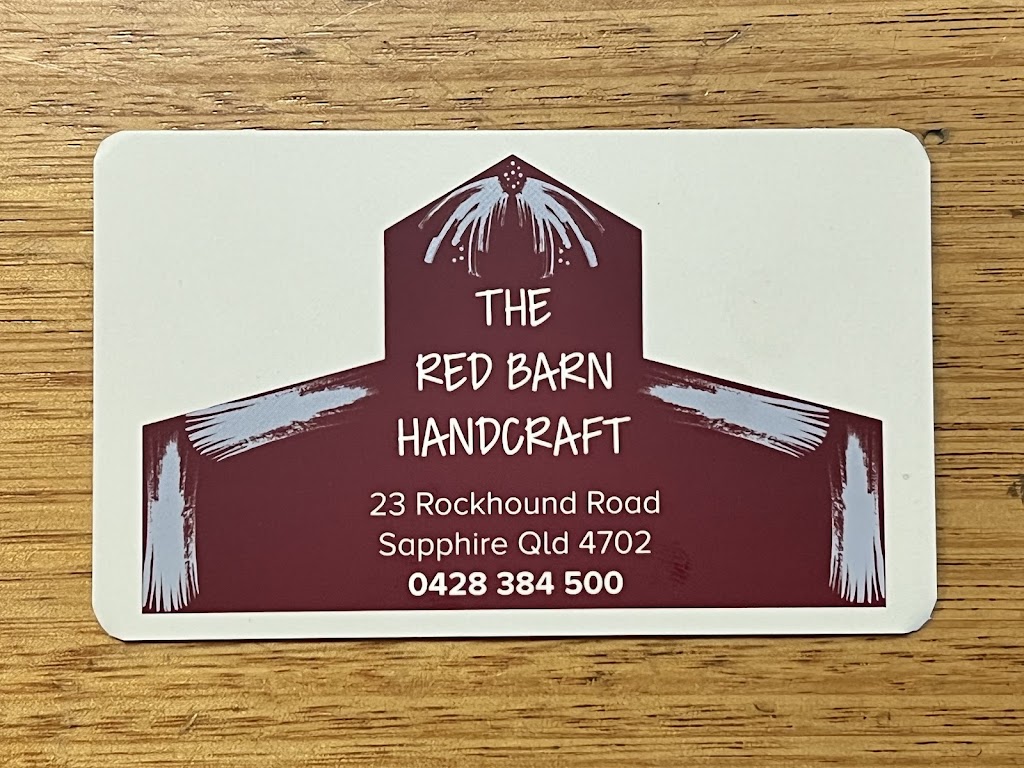 THE
RED BARN
HANDCRAFT
23 Rockhound Road
Sapphire Qld 4702
0428 384 500